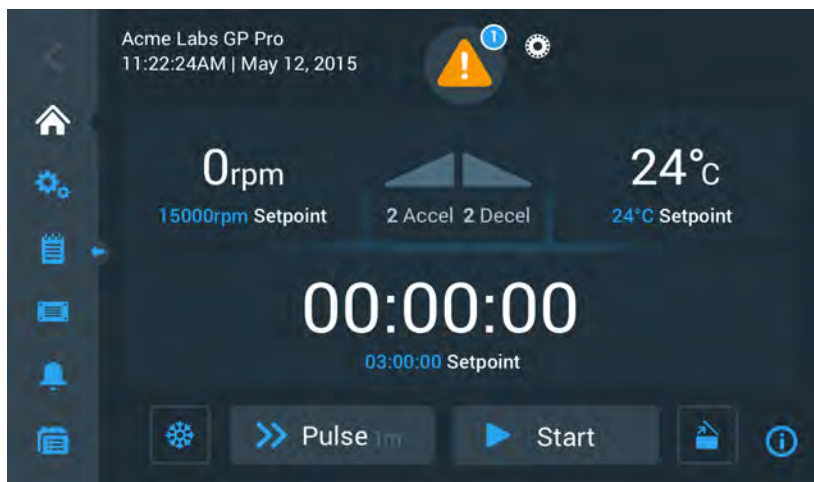 Acme Labs GP Pro
11:22:24AM | May 12, 2015
1
0rpm
24°C
15000rpm Setpoint
2 Accel 2 Decel
24°C Setpoint
00:00:00
03:00:00 Setpoint
Pulse 1m
Start